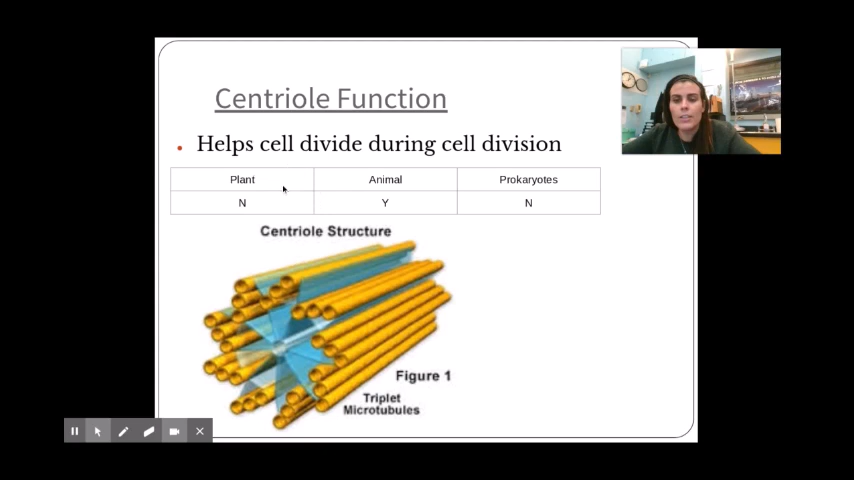 Centriole Function
Helps cell divide during cell division
Plant Animal Prokaryotes
N Y N
Centriole Structure
Figure 1
Triplet
Microtubules